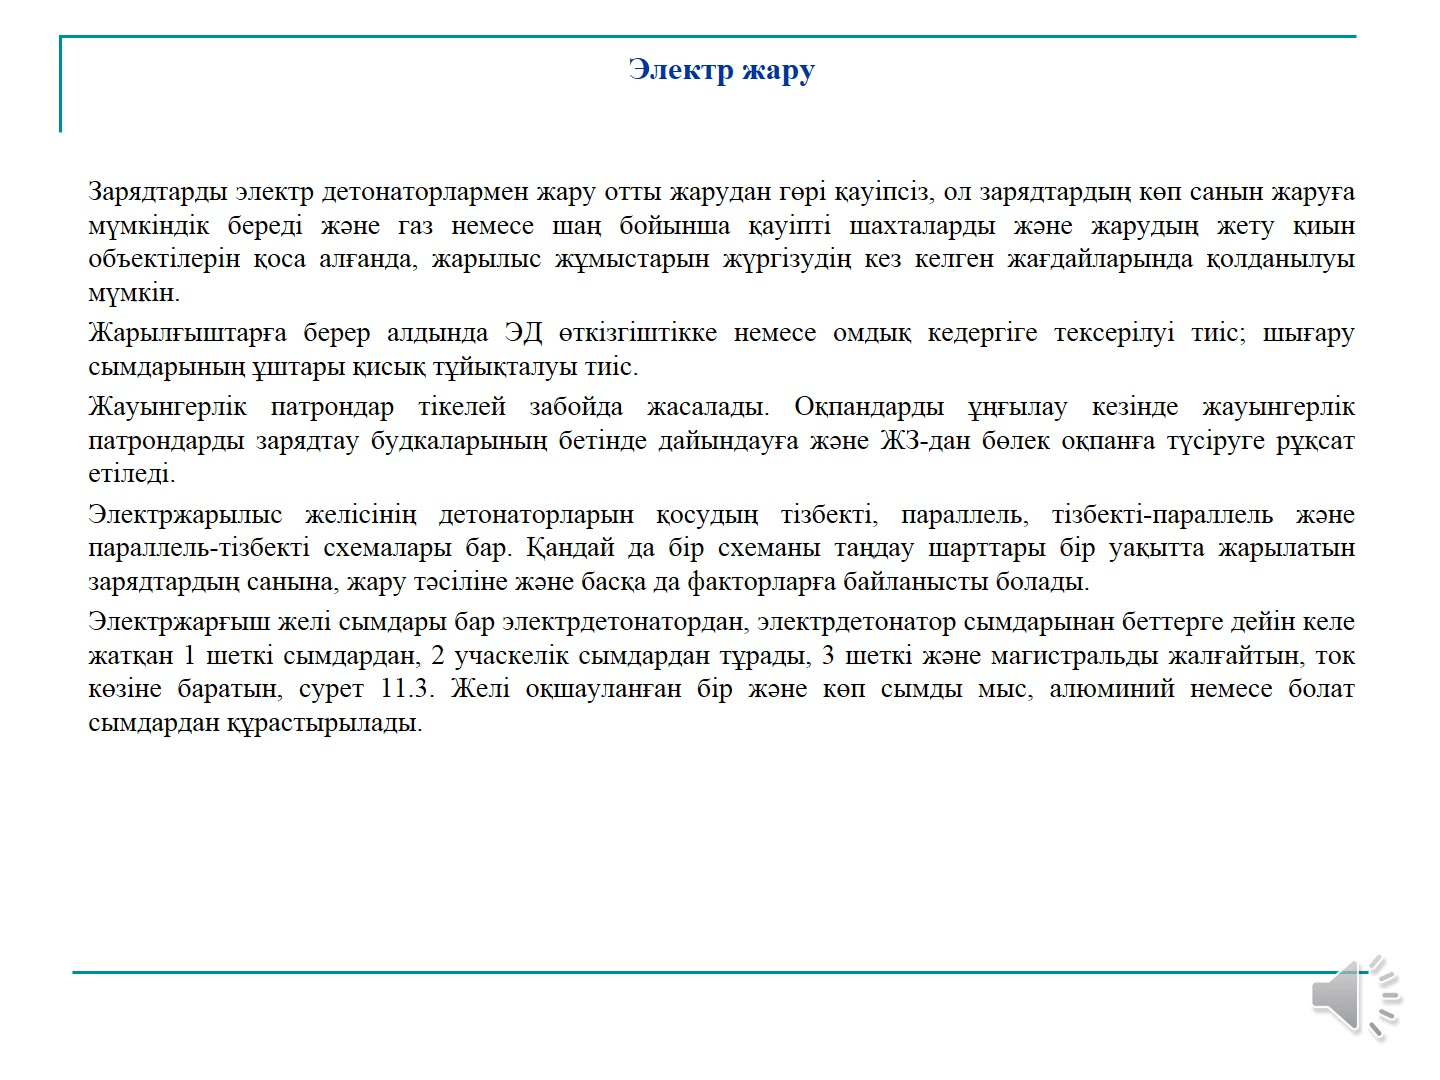 Электр жару
Зарядтарды электр детонаторлармен жару отты жарудан гөрі қауіпсіз, ол зарядтардың көп санын жаруға
мүмкіндік береді және газ немесе шаң бойынша қауіпті шахталарды және жарудың жету қиын
объектілерін қоса алғанда, жарылыс жұмыстарын жүргізудің кез келген жағдайларында қолданылуы
мүмкін.
Жарылғыштарға берер алдында ЭД өткізгіштікке немесе омдық кедергіге тексерілуі тиіс; шығару
сымдарының ұштары қисық тұйықталуы тиіс.
Жауынгерлік патрондар тікелей забойда жасалады. Оқпандарды ұңғылау кезінде жауынгерлік
патрондарды зарядтау будкаларының бетінде дайындауға және ЖЗ-дан бөлек оқпанға түсіруге рұқсат
етіледі.
Электржарылыс желісінің детонаторларын қосудың тізбекті, параллель, тізбекті-параллель және
параллель-тізбекті схемалары бар. Қандай да бір схеманы таңдау шарттары бір уақытта жарылатын
зарядтардың санына, жару тәсіліне және басқа да факторларға байланысты болады.
Электржарғыш желі сымдары бар электрдетонатордан, электрдетонатор сымдарынан беттерге дейін келе
жатқан 1 шеткі сымдардан, 2 учаскелік сымдардан тұрады, 3 шеткі және магистральды жалғайтын, ток
көзіне баратын, сурет 11.3. Желі оқшауланған бір және көп сымды мыс, алюминий немесе болат
сымдардан құрастырылады.